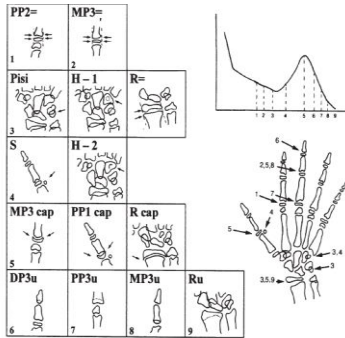 PP2=
MP3=
1
2
Pisi
H - 1
R=
3
S
H - 2
4
MP3 cap
PP1 cap
R cap
5
DP3u
PP3u
MP3u
Ru
6
7
8
9
1 2 3 4 5 6 7 8 9
6
2,5,8
7
1
4
5
3,4
3
3,5,9